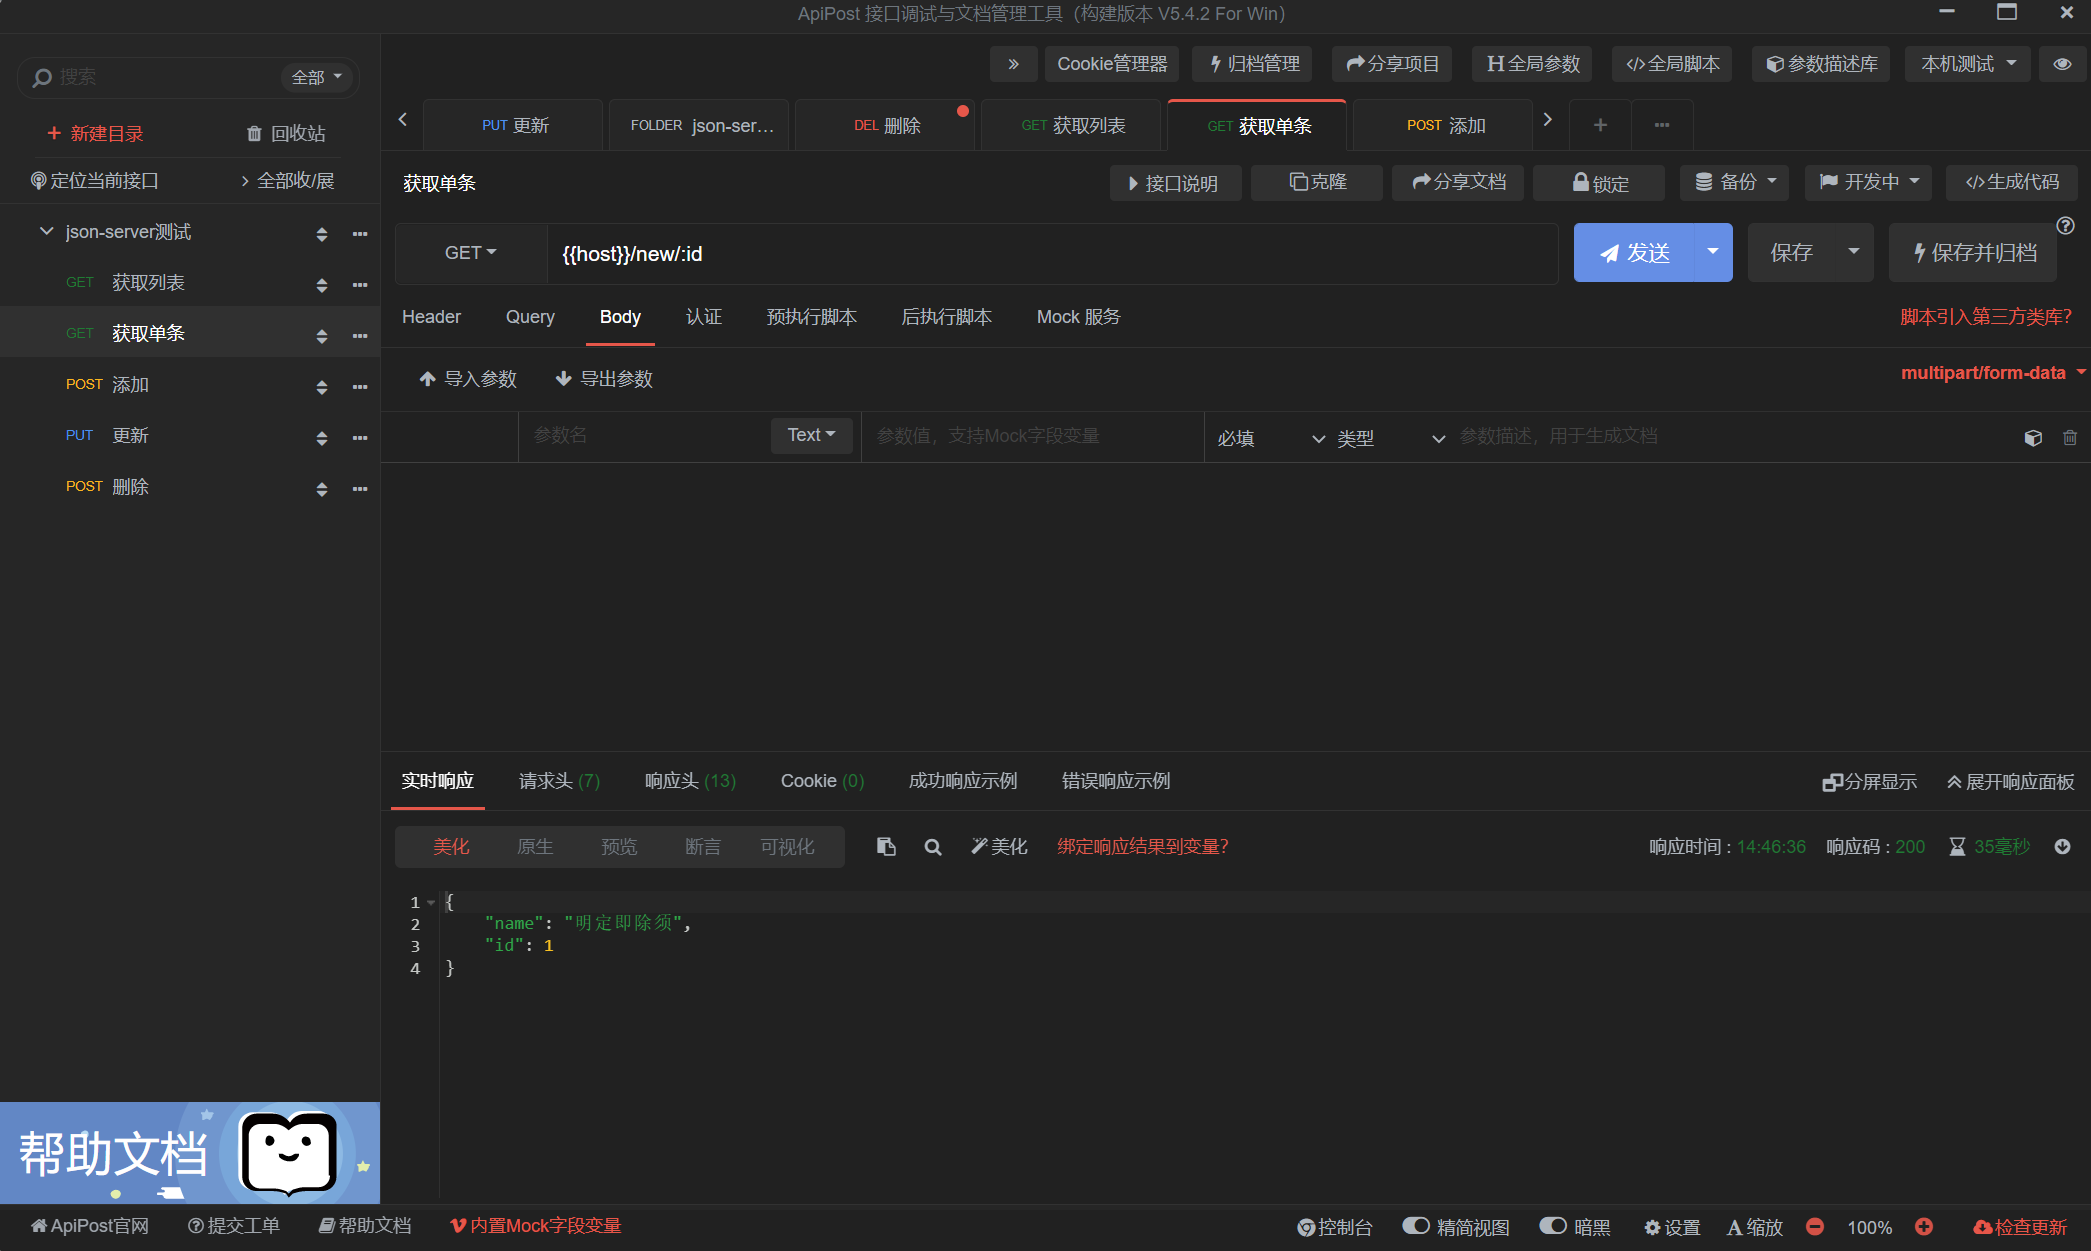 ApiPost 接口调试与文档管理工具（构建版本 V5.4.2 For Win）
搜索 全部
Cookie管理器 归档管理 分享项目 H全局参数 </>全局脚本 参数描述库 本机测试
新建目录 回收站
PUT 更新 FOLDER json-ser... DEL 删除 GET 获取列表 GET 获取单条 POST 添加
定位当前接口 全部收/展
获取单条 接口说明 克隆 分享文档 锁定 备份 开发中 </>生成代码
json-server测试
GET {{host}}/new/:id 发送 保存 保存并归档
GET 获取列表
GET 获取单条
POST 添加
PUT 更新
POST 删除
Header Query Body 认证 预执行脚本 后执行脚本 Mock 服务 脚本引入第三方类库?
导入参数 导出参数 multipart/form-data
参数名 Text 参数值，支持Mock字段变量 必填 类型 参数描述，用于生成文档
实时响应 请求头 (7) 响应头 (13) Cookie (0) 成功响应示例 错误响应示例 分屏显示 展开响应面板
美化 原生 预览 断言 可视化 美化 绑定响应结果到变量? 响应时间 : 14:46:36 响应码 : 200 35毫秒
1 {
2 "name": "明定即除须",
3 "id": 1
4 }
帮助文档
ApiPost官网 提交工单 帮助文档 内置Mock字段变量 控制台 精简视图 暗黑 设置 A缩放 100% 检查更新